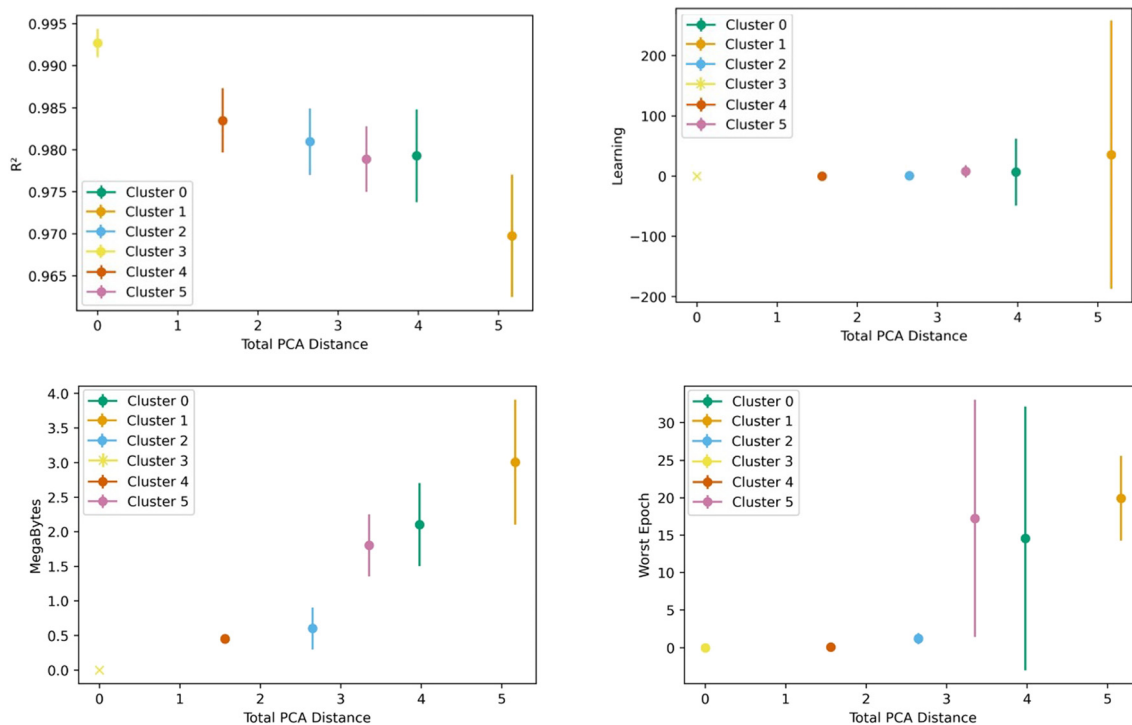 R²
0.995
0.990
0.985
0.980
0.975
0.970
0.965
Cluster 0
Cluster 1
Cluster 2
Cluster 3
Cluster 4
Cluster 5
0 1 2 3 4 5
Total PCA Distance
Learning
200
100
0
−100
−200
Cluster 0
Cluster 1
Cluster 2
Cluster 3
Cluster 4
Cluster 5
0 1 2 3 4 5
Total PCA Distance
MegaBytes
4.0
3.5
3.0
2.5
2.0
1.5
1.0
0.5
0.0
Cluster 0
Cluster 1
Cluster 2
Cluster 3
Cluster 4
Cluster 5
0 1 2 3 4 5
Total PCA Distance
Worst Epoch
30
25
20
15
10
5
0
Cluster 0
Cluster 1
Cluster 2
Cluster 3
Cluster 4
Cluster 5
0 1 2 3 4 5
Total PCA Distance